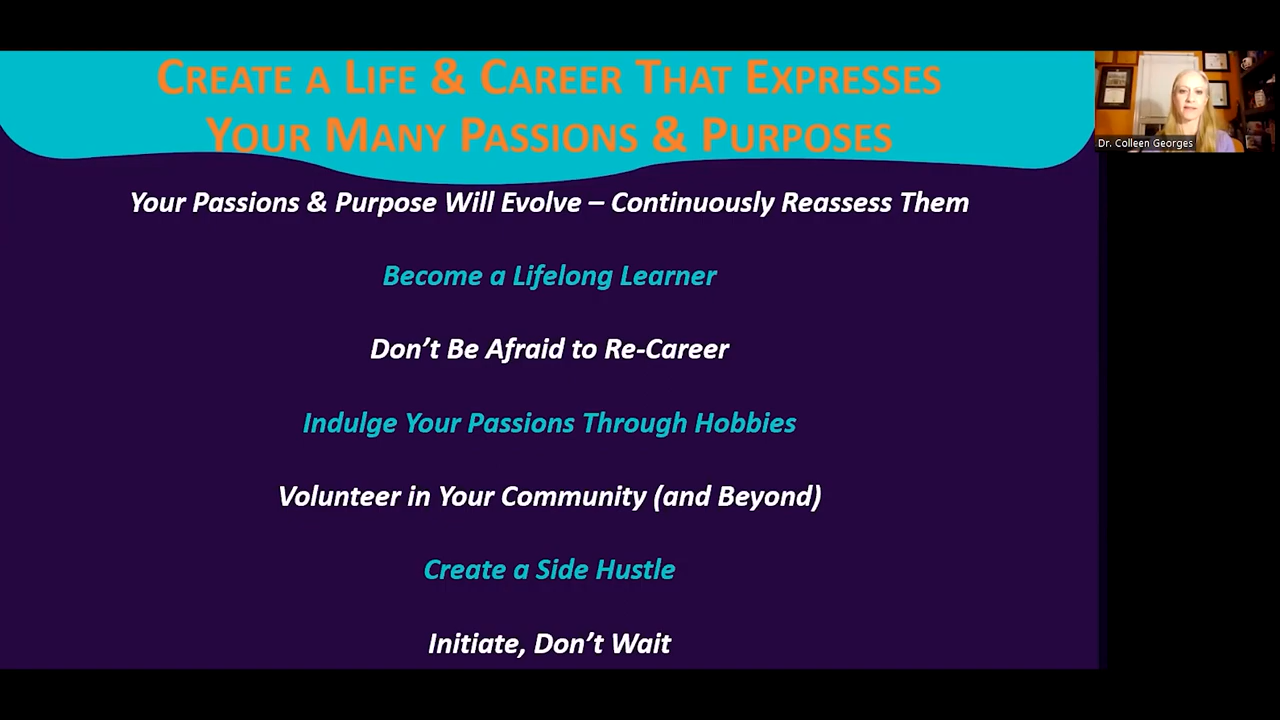 CREATE A LIFE & CAREER THAT EXPRESSES
YOUR MANY PASSIONS & PURPOSES
Your Passions & Purpose Will Evolve – Continuously Reassess Them
Become a Lifelong Learner
Don’t Be Afraid to Re-Career
Indulge Your Passions Through Hobbies
Volunteer in Your Community (and Beyond)
Create a Side Hustle
Initiate, Don’t Wait
Dr. Colleen Georges